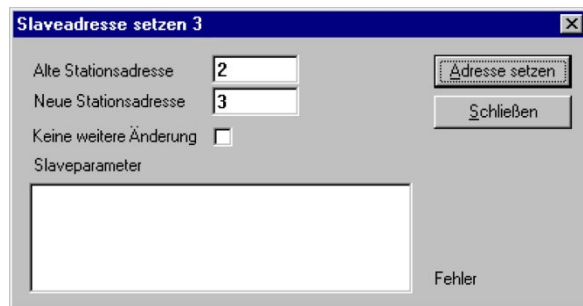 Slaveadresse setzen 3
Alte Stationsadresse 2
Neue Stationsadresse 3
Keine weitere Änderung
Slaveparameter
Adresse setzen
Schließen
Fehler